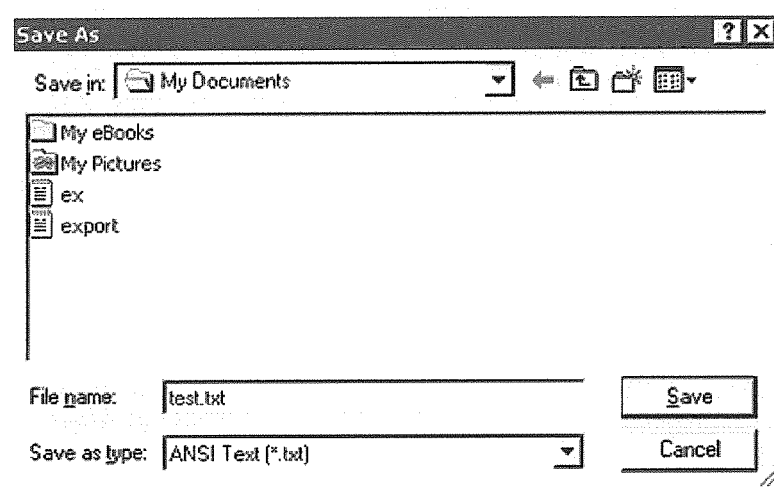 Save As
Save in: My Documents
My eBooks
My Pictures
ex
export
File name: test.txt
Save
Save as type: ANSI Text (*.txt)
Cancel